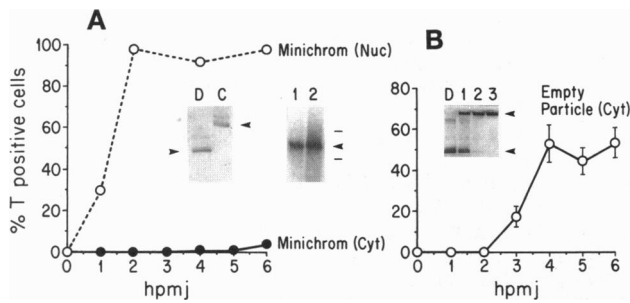 A
B
% T positive cells
100
80
60
40
20
0
Minichrom (Nuc)
Minichrom (Cyt)
D C
1 2
0 1 2 3 4 5 6
hpmj
80
60
40
20
0
D 1 2 3
Empty
Particle (Cyt)
0 1 2 3 4 5 6
hpmj